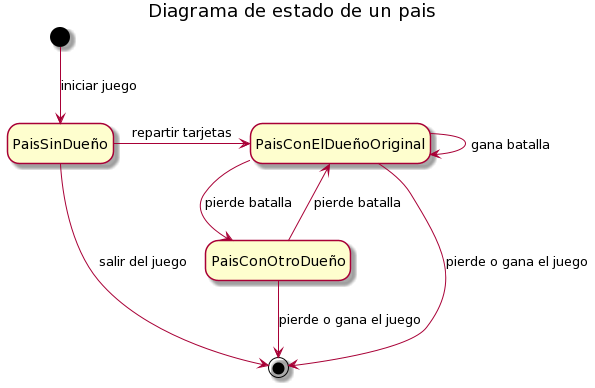 Diagrama de estado de un pais
iniciar juego
PaisSinDueño
repartir tarjetas
PaisConElDueñoOriginal
gana batalla
pierde batalla
pierde batalla
PaisConOtroDueño
salir del juego
pierde o gana el juego
pierde o gana el juego